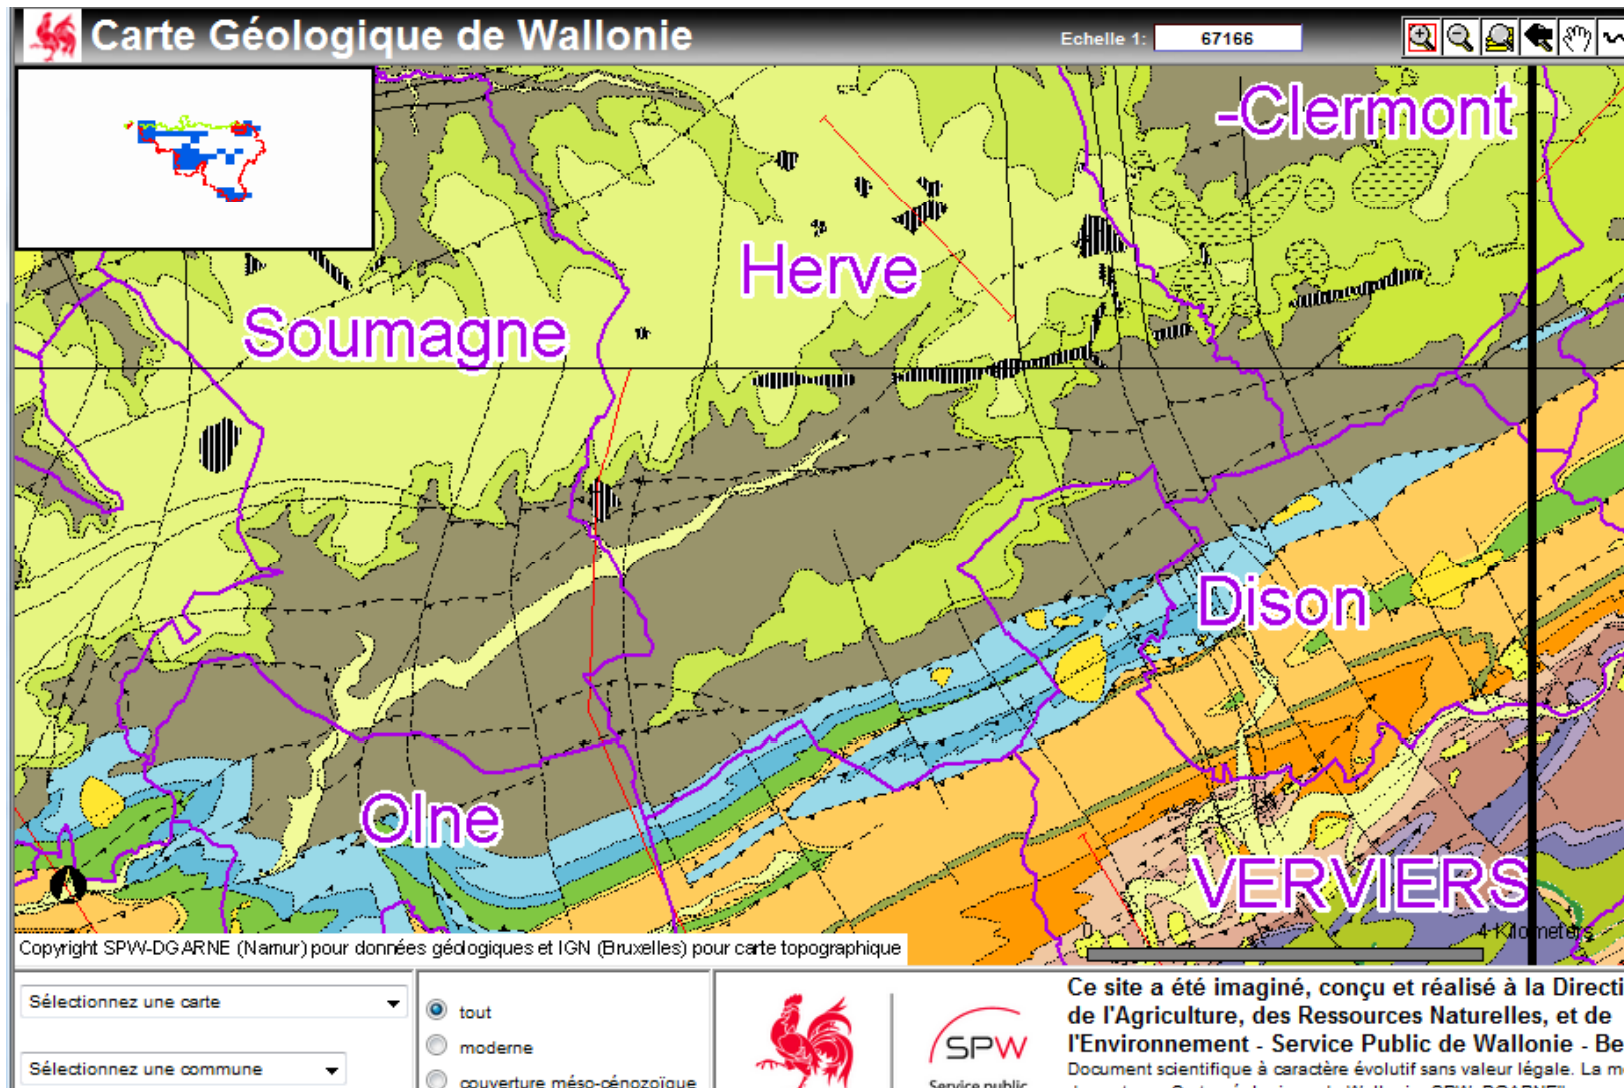 Carte Géologique de Wallonie
Echelle 1: 67166
-Clermont
Herve
Soumagne
Dison
Olne
VERVIERS
0 4 Kilometers
Copyright SPW-DGARNE (Namur) pour données géologiques et IGN (Bruxelles) pour carte topographique
Sélectionnez une carte
Sélectionnez une commune
tout
moderne
couverture méso-cénozoïque
SPW
Service public
Ce site a été imaginé, conçu et réalisé à la Directi
de l'Agriculture, des Ressources Naturelles, et de
l'Environnement - Service Public de Wallonie - Be
Document scientifique à caractère évolutif sans valeur légale. La m